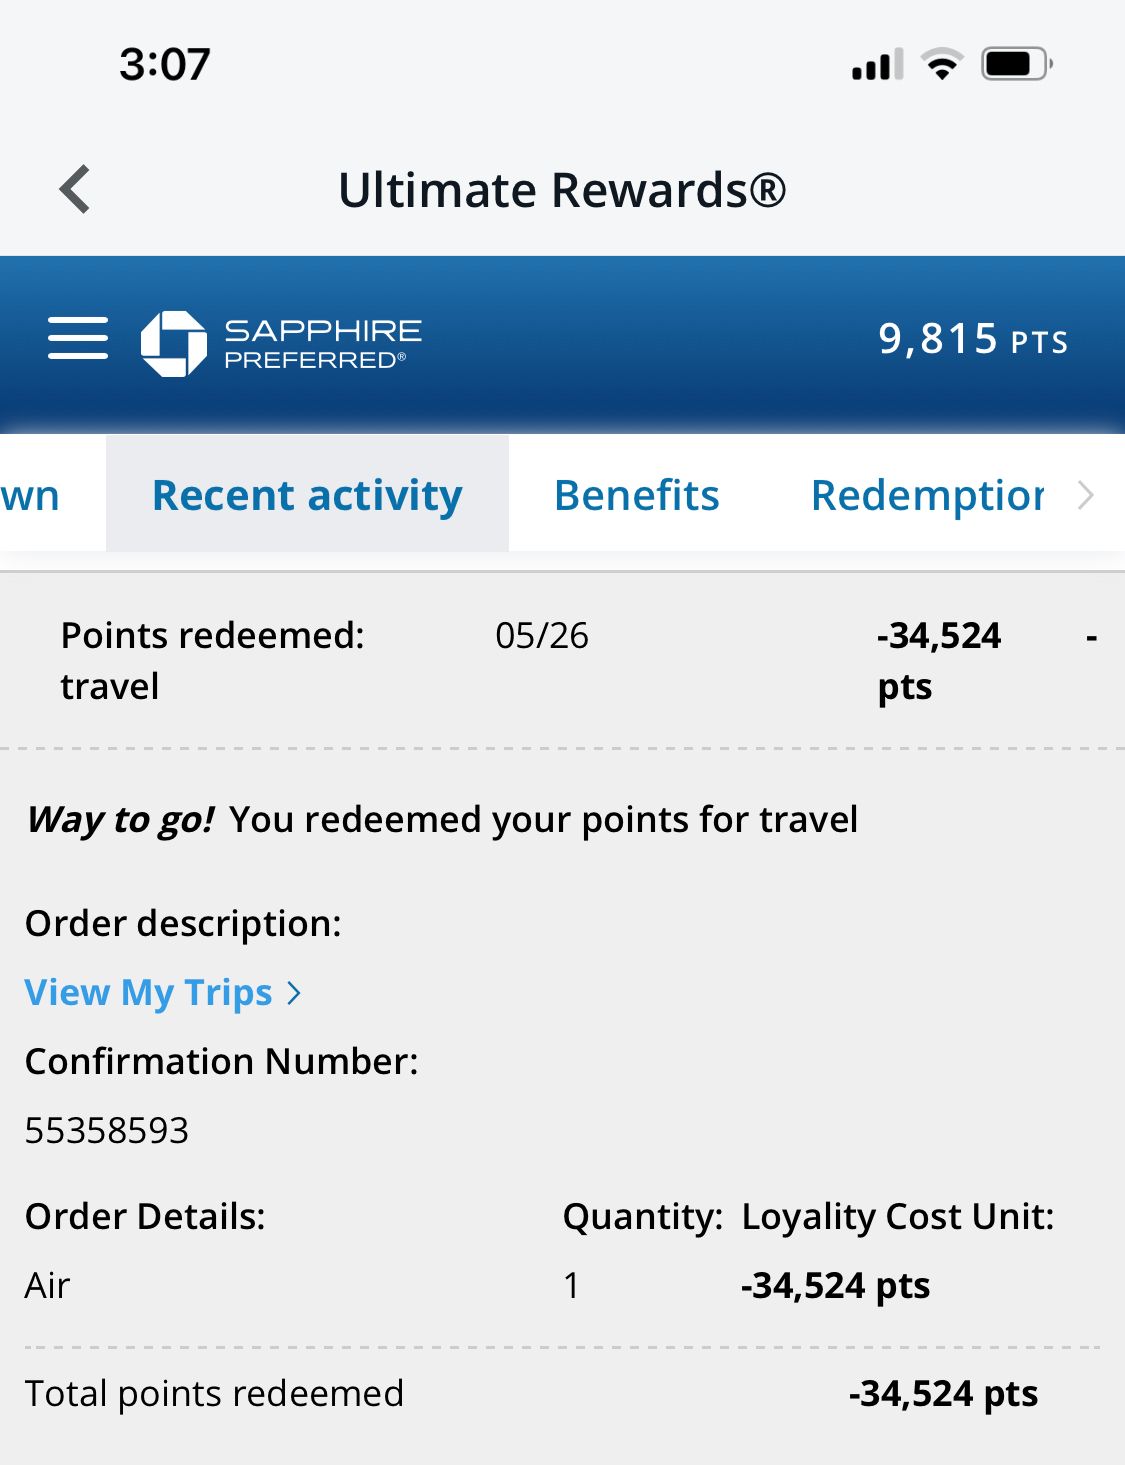 3:07
Ultimate Rewards®
SAPPHIRE
PREFERRED®
9,815 PTS
wn
Recent activity
Benefits
Redemption
Points redeemed: 05/26 -34,524 -
travel pts
Way to go! You redeemed your points for travel
Order description:
View My Trips >
Confirmation Number:
55358593
Order Details: Quantity: Loyality Cost Unit:
Air 1 -34,524 pts
Total points redeemed -34,524 pts